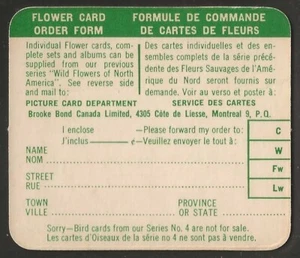 FLOWER CARD
ORDER FORM
FORMULE DE COMMANDE
DE CARTES DE FLEURS
Individual Flower cards, com-
plete sets and albums can be
supplied from our previous
series "Wild Flowers of North
America". See reverse side
and mail to:
Des cartes individuelles et des en-
sembles complets de la série précé-
dente des Fleurs Sauvages de l'Amé-
rique du Nord sont disponibles sur
demande. Voir au verso et poster à:
PICTURE CARD DEPARTMENT SERVICE DES CARTES
Brooke Bond Canada Limited, 4305 Côte de Liesse, Montreal 9, P.Q.
I enclose —Please forward my order to:
J'inclus e—Veuillez envoyer à:
C
W
Fw
Lw
NAME
NOM
STREET
RUE
TOWN
VILLE
PROVINCE
OR STATE
Sorry—Bird cards from our Series No. 4 are not for sale.
Les cartes d'Oiseaux de la série no 4 ne sont pas à vendre.